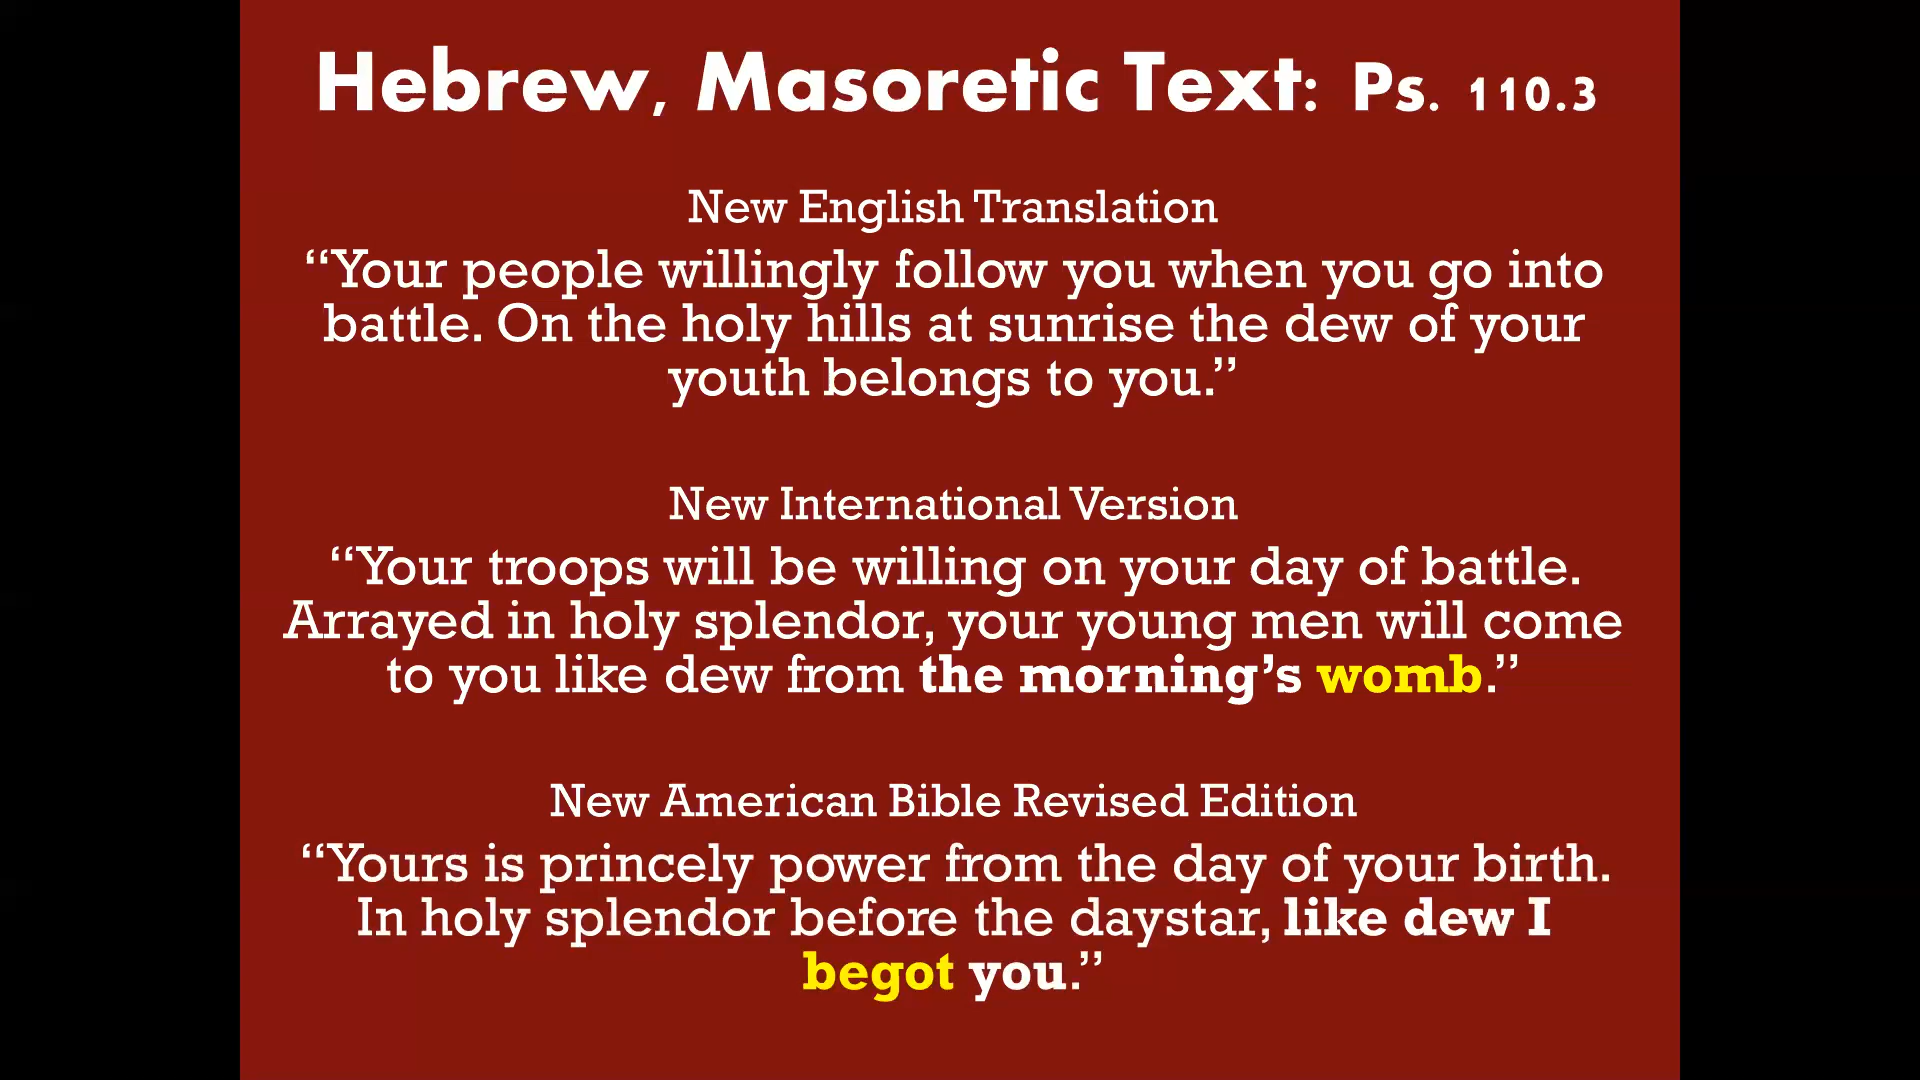 Hebrew, Masoretic Text: Ps. 110.3
New English Translation
“Your people willingly follow you when you go into
battle. On the holy hills at sunrise the dew of your
youth belongs to you.”
New International Version
“Your troops will be willing on your day of battle.
Arrayed in holy splendor, your young men will come
to you like dew from the morning’s womb.”
New American Bible Revised Edition
“Yours is princely power from the day of your birth.
In holy splendor before the daystar, like dew I
begot you.”